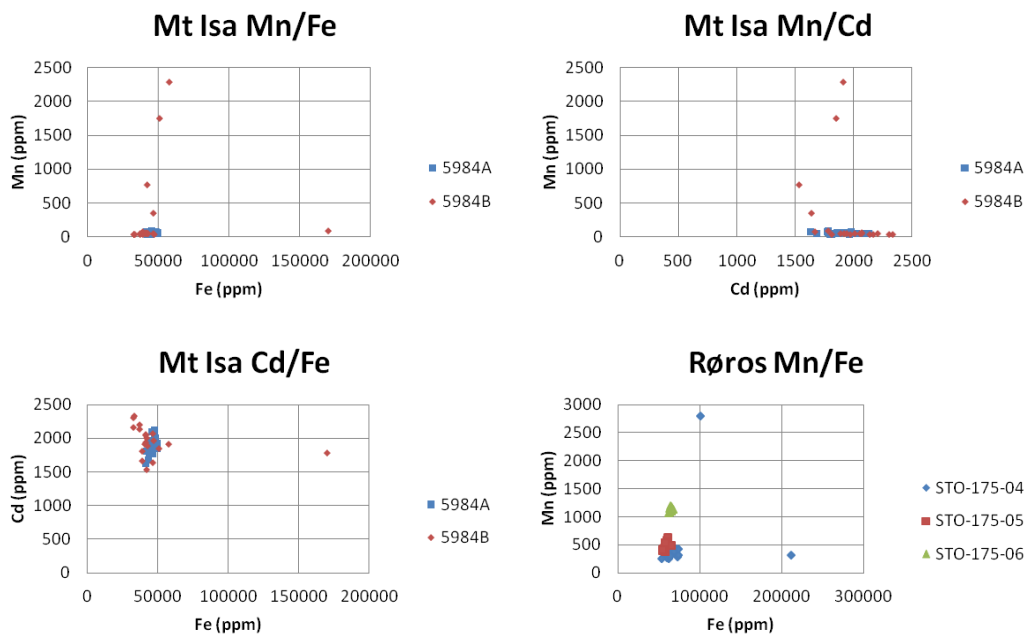 Mt Isa Mn/Fe
2500
2000
1500
1000
500
0
Mn (ppm)
0 50000 100000 150000 200000
Fe (ppm)
5984A
5984B
Mt Isa Mn/Cd
2500
2000
1500
1000
500
0
Mn (ppm)
0 500 1000 1500 2000 2500
Cd (ppm)
5984A
5984B
Mt Isa Cd/Fe
2500
2000
1500
1000
500
0
Cd (ppm)
0 50000 100000 150000 200000
Fe (ppm)
5984A
5984B
Røros Mn/Fe
3000
2500
2000
1500
1000
500
0
Mn (ppm)
0 100000 200000 300000
Fe (ppm)
STO-175-04
STO-175-05
STO-175-06